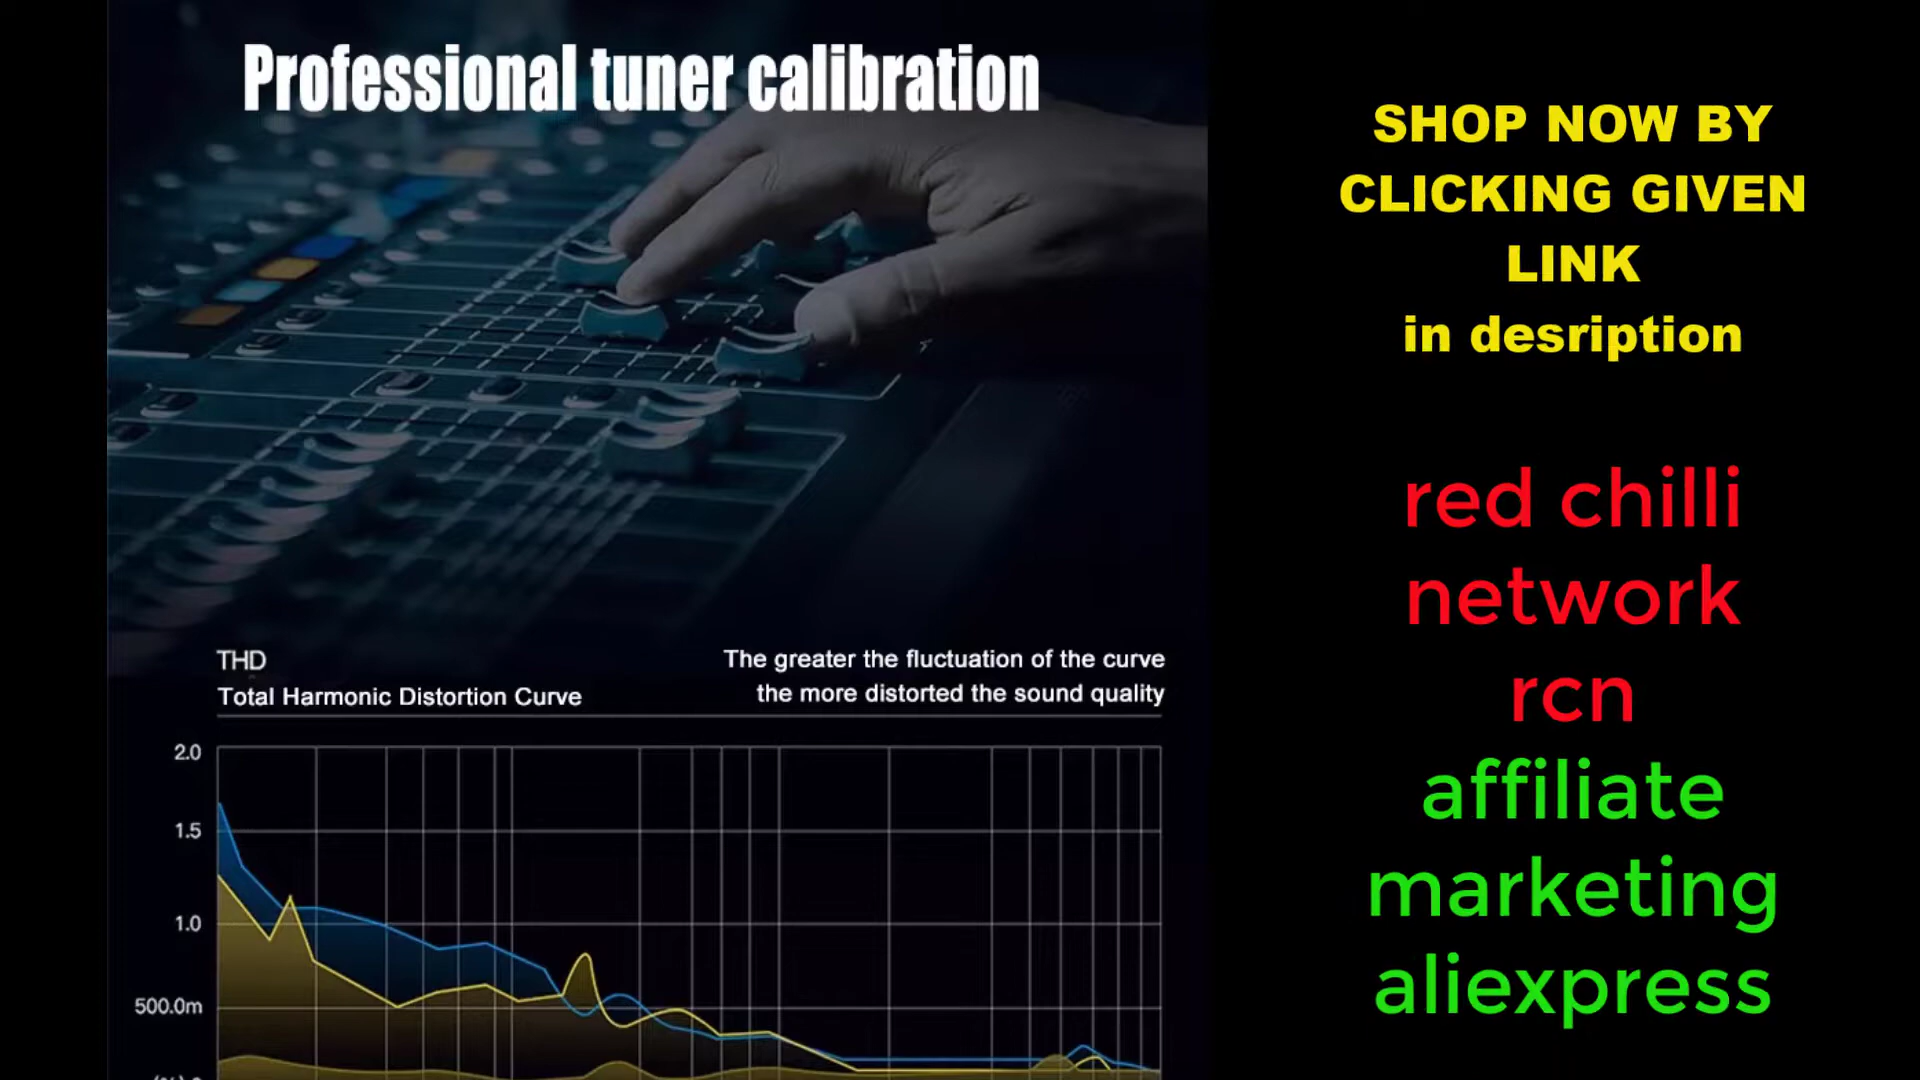 Professional tuner calibration
THD
Total Harmonic Distortion Curve
The greater the fluctuation of the curve
the more distorted the sound quality
2.0
1.5
1.0
500.0m
SHOP NOW BY
CLICKING GIVEN
LINK
in desription
red chilli
network
rcn
affiliate
marketing
aliexpress